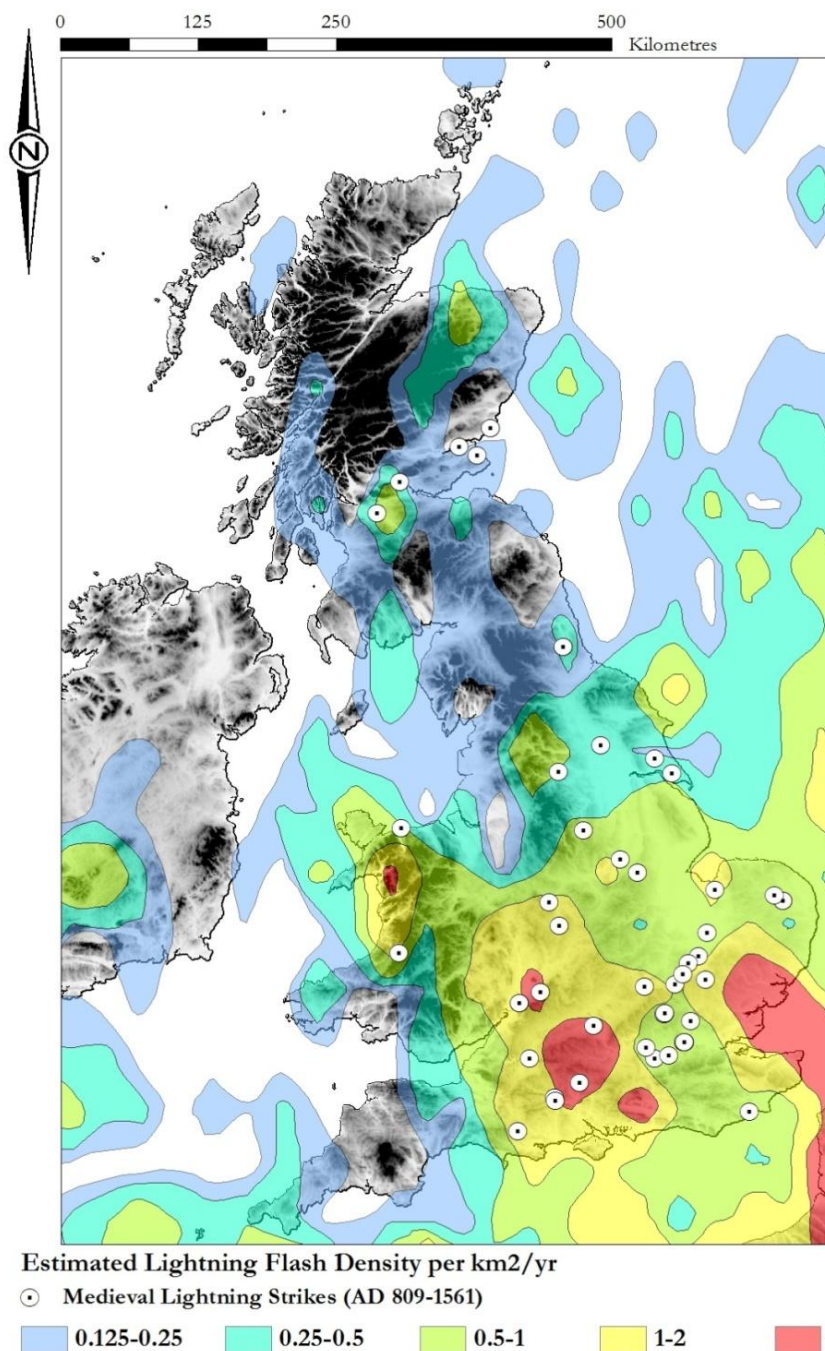 0 125 250 500
Kilometres
N
Estimated Lightning Flash Density per km2/yr
Medieval Lightning Strikes (AD 809-1561)
0.125-0.25 0.25-0.5 0.5-1 1-2